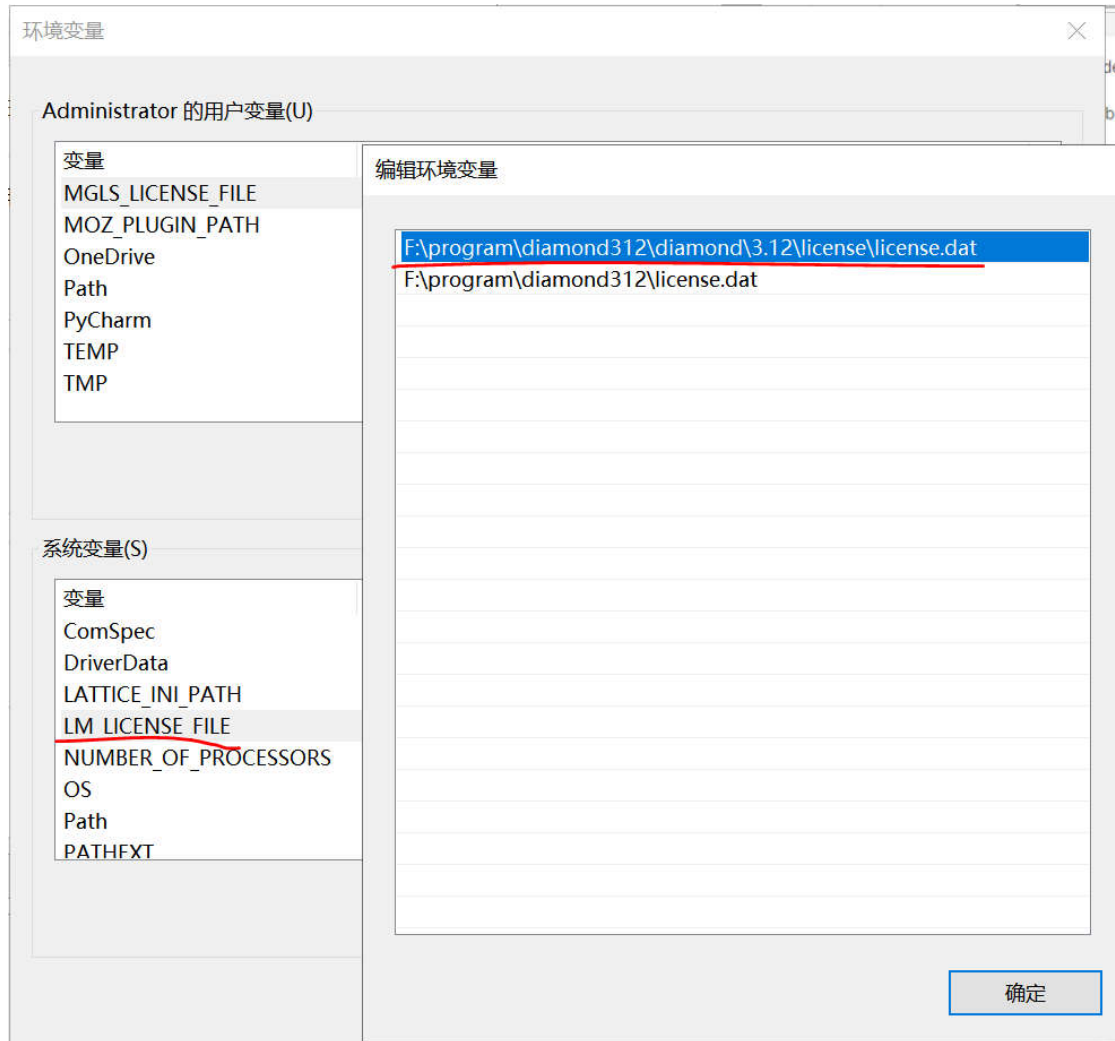 环境变量
Administrator 的用户变量(U)
变量
MGLS_LICENSE_FILE
MOZ_PLUGIN_PATH
OneDrive
Path
PyCharm
TEMP
TMP
编辑环境变量
F:\program\diamond312\diamond\3.12\license\license.dat
F:\program\diamond312\license.dat
系统变量(S)
变量
ComSpec
DriverData
LATTICE_INI_PATH
LM_LICENSE_FILE
NUMBER_OF_PROCESSORS
OS
Path
PATHEXT
确定